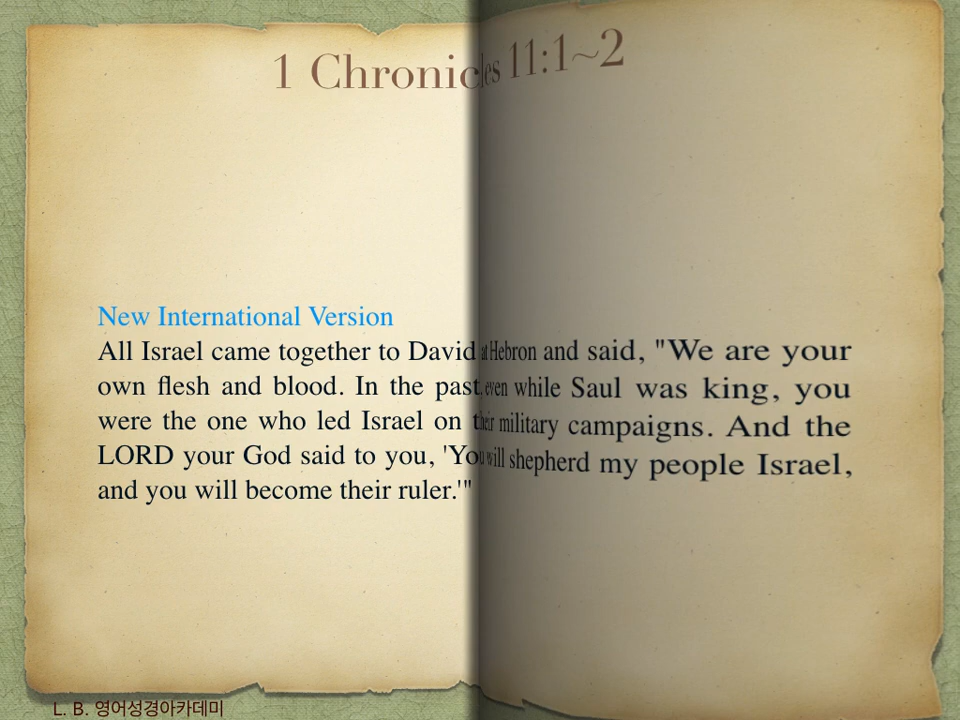 1 Chronicles 11:1~2
New International Version
All Israel came together to David at Hebron and said, "We are your
own flesh and blood. In the past, even while Saul was king, you
were the one who led Israel on their military campaigns. And the
LORD your God said to you, 'You will shepherd my people Israel,
and you will become their ruler.'"
L. B. 영어성경아카데미